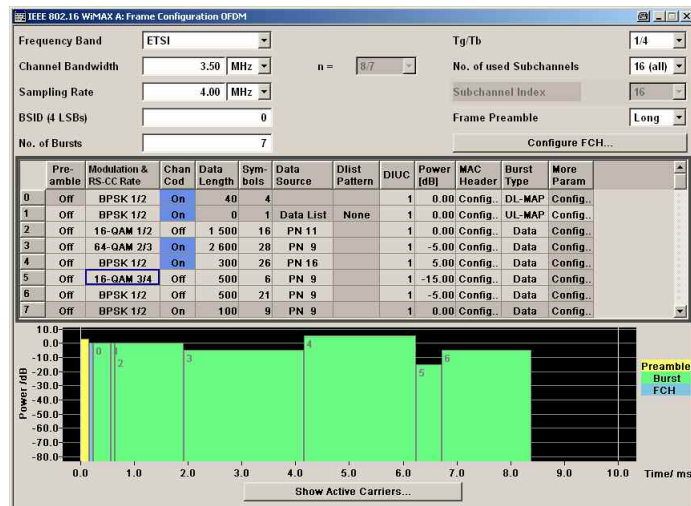 IEEE 802.16 WiMAX A: Frame Configuration OFDM
Frequency Band ETSI Tg/Tb 1/4
Channel Bandwidth 3.50 MHz n = 8/7 No. of used Subchannels 16 (all)
Sampling Rate 4.00 MHz Subchannel Index 16
BSID (4 LSBs) 0 Frame Preamble Long
No. of Bursts 7 Configure FCH...
Pre-amble Modulation & RS-CC Rate Chan Cod Data Length Sym-bols Data Source Dlist Pattern DIUC Power [dB] MAC Header Burst Type More Param
0 Off BPSK 1/2 On 40 4 1 0.00 Config.. DL-MAP Config..
1 Off BPSK 1/2 On 0 1 Data List None 1 0.00 Config.. UL-MAP Config..
2 Off 16-QAM 1/2 Off 1 500 16 PN 11 1 0.00 Config.. Data Config..
3 Off 64-QAM 2/3 On 2 600 28 PN 9 1 -5.00 Config.. Data Config..
4 Off BPSK 1/2 On 300 26 PN 16 1 5.00 Config.. Data Config..
5 Off 16-QAM 3/4 Off 500 6 PN 9 1 -15.00 Config.. Data Config..
6 Off BPSK 1/2 Off 500 21 PN 9 1 -5.00 Config.. Data Config..
7 Off BPSK 1/2 On 100 9 PN 9 1 0.00 Config.. Data Config..
Power /dB
10.0
0.0
-10.0
-20.0
-30.0
-40.0
-50.0
-60.0
-70.0
-80.0
0 1 2 3 4 5 6
Preamble
Burst
FCH
0.0 1.0 2.0 3.0 4.0 5.0 6.0 7.0 8.0 9.0 10.0 Time/ ms
Show Active Carriers...